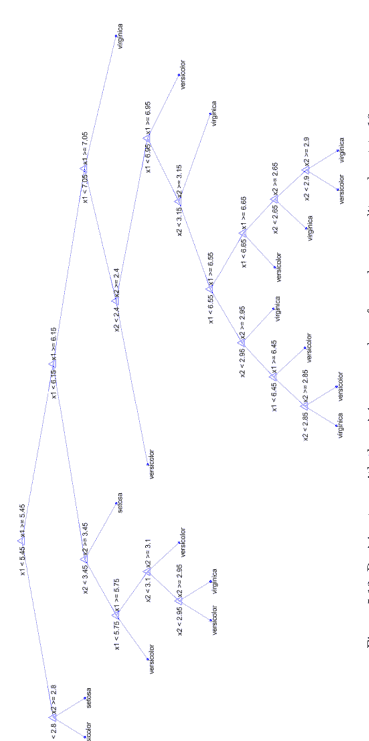 x1 < 5.45 x1 >= 5.45
< 2.8 x2 >= 2.8
x1 < 6.15 x1 >= 6.15
setosa
x2 < 3.45 x2 >= 3.45
x1 < 7.05 x1 >= 7.05
x1 < 5.75 x1 >= 5.75
setosa
x2 < 2.4 x2 >= 2.4
virginica
versicolor
x2 < 3.1 x2 >= 3.1
versicolor
x1 < 6.95 x1 >= 6.95
x2 < 2.95 x2 >= 2.95
versicolor
x2 < 3.15 x2 >= 3.15
versicolor
versicolor
virginica
x1 < 6.55 x1 >= 6.55
virginica
x2 < 2.95 x2 >= 2.95
x1 < 6.65 x1 >= 6.65
x1 < 6.45 x1 >= 6.45
virginica
versicolor
x2 < 2.65 x2 >= 2.65
x2 < 2.85 x2 >= 2.85
versicolor
virginica
x2 < 2.9 x2 >= 2.9
virginica
versicolor
versicolor
virginica